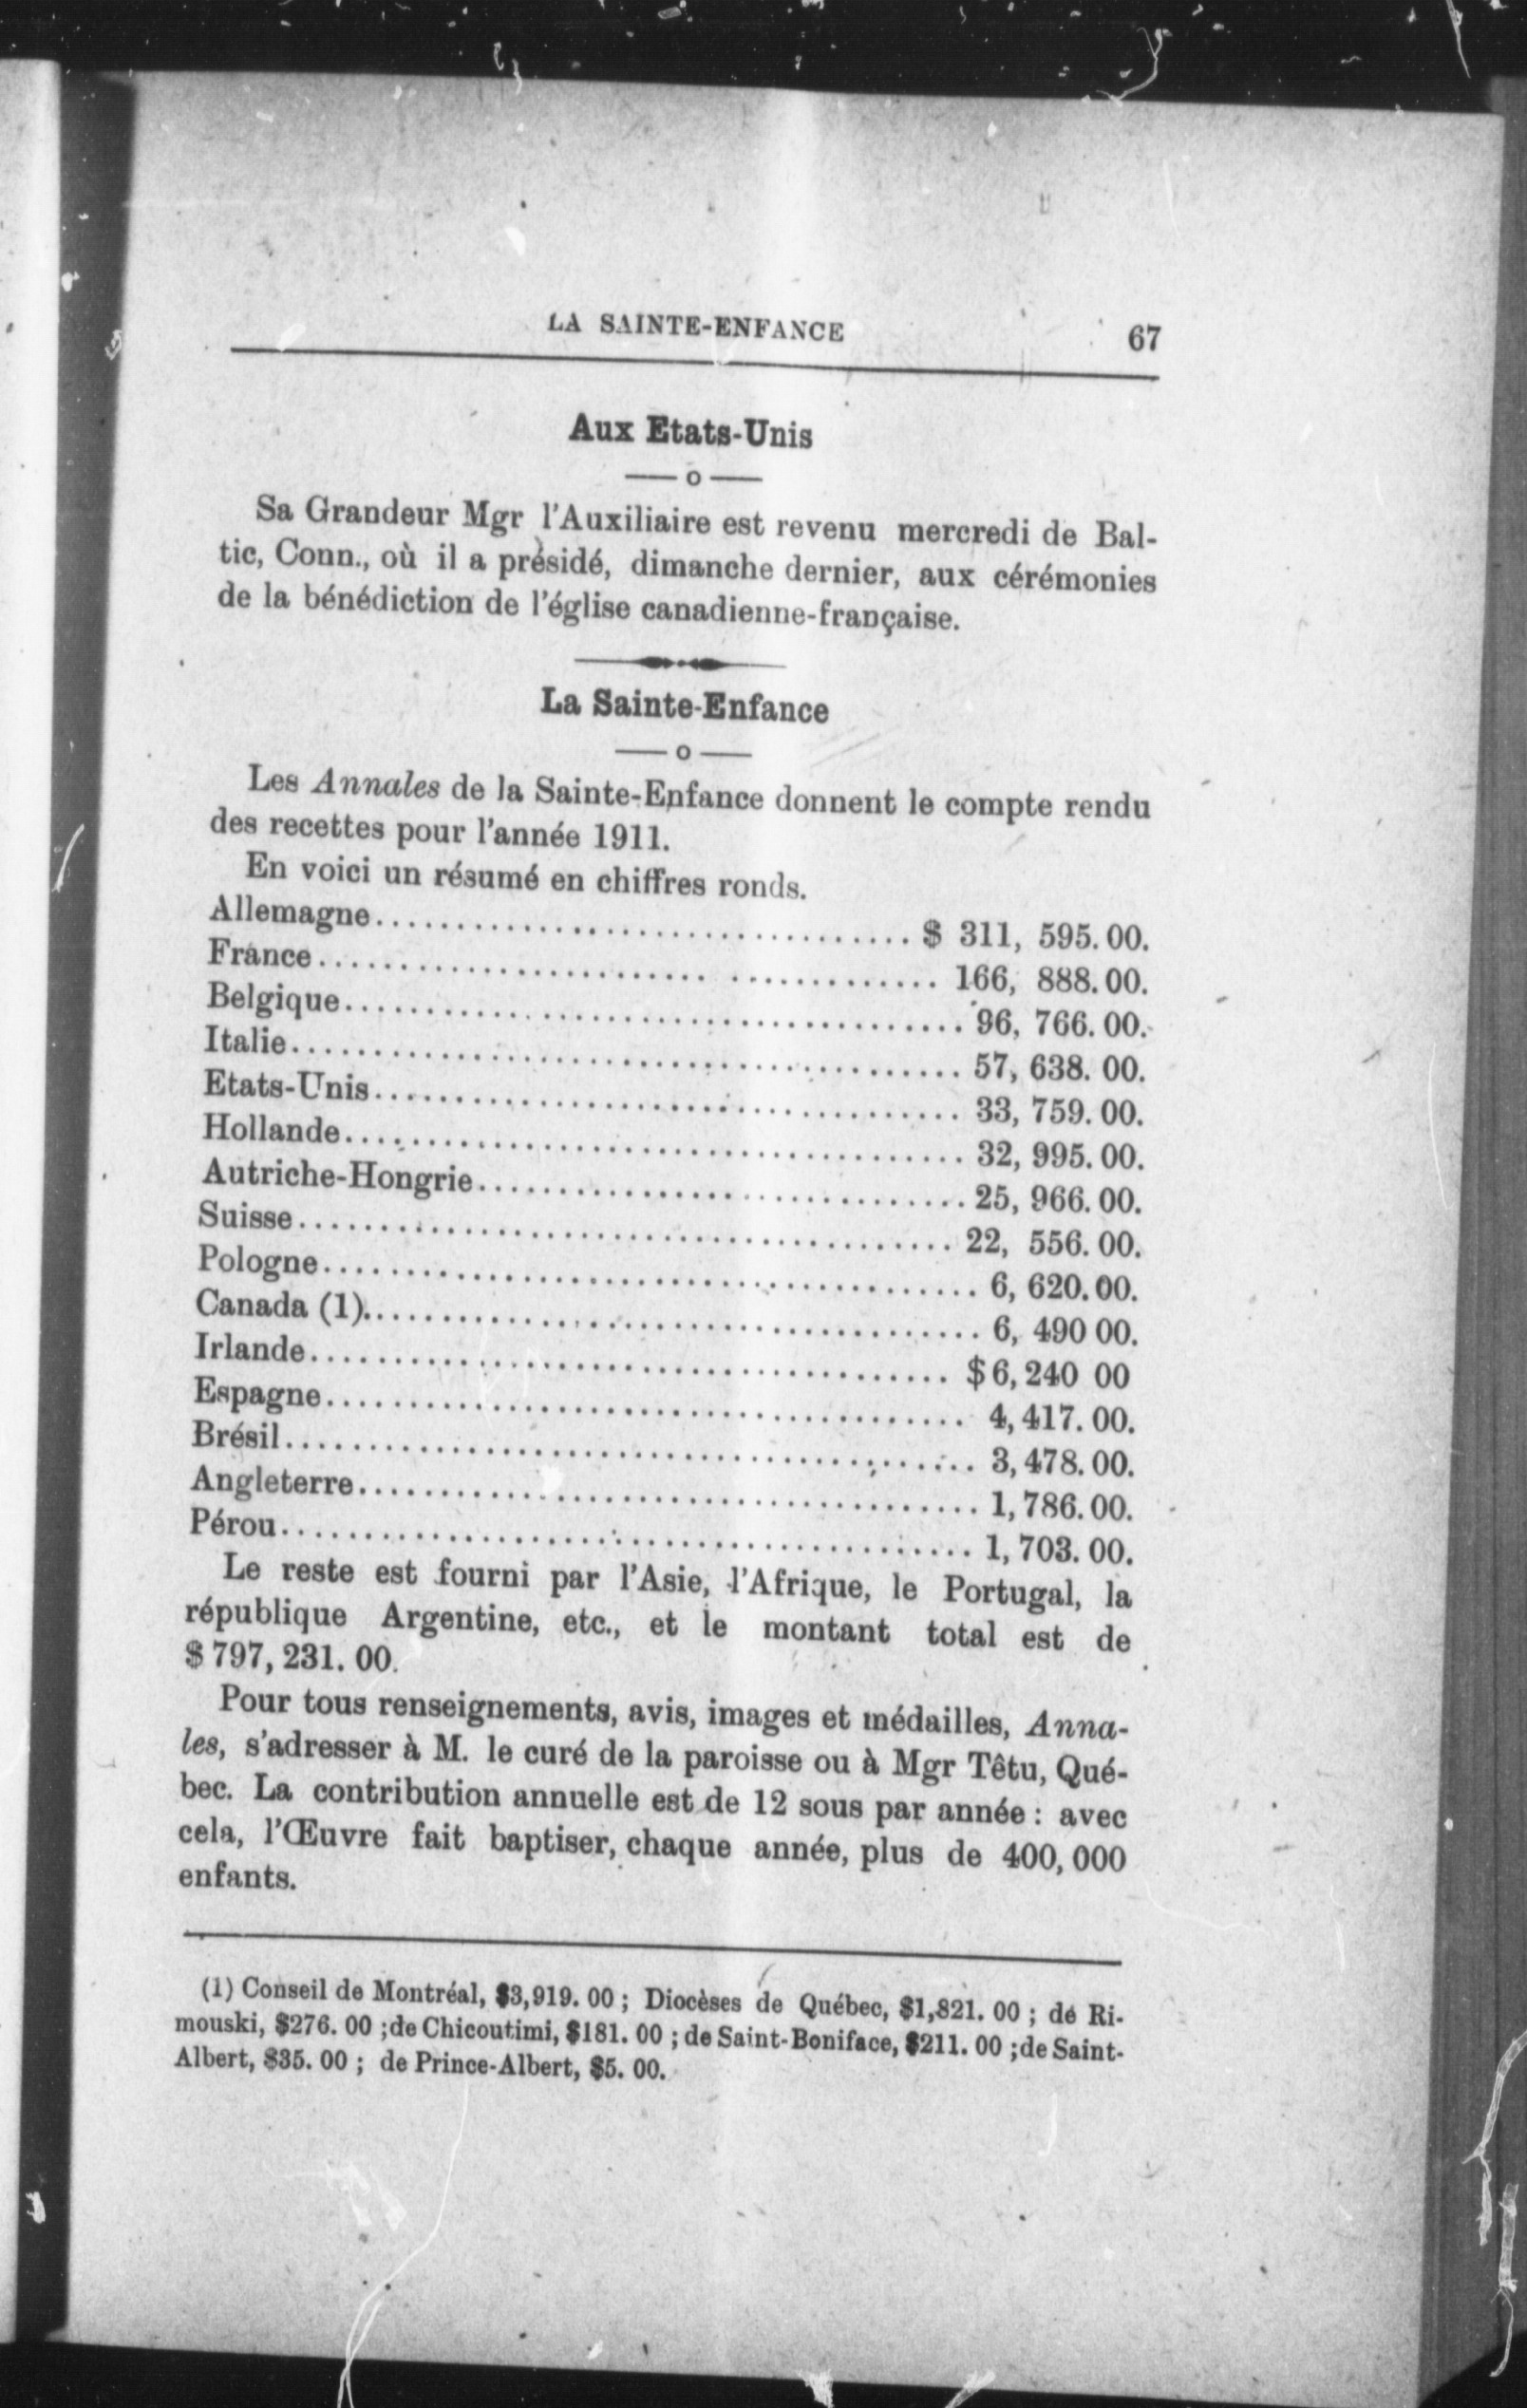 LA SAINTE-ENFANCE 67
Aux Etats-Unis
—— o ——
Sa Grandeur Mgr l'Auxiliaire est revenu mercredi de Bal-
tic, Conn., où il a présidé, dimanche dernier, aux cérémonies
de la bénédiction de l'église canadienne-française.
La Sainte-Enfance
—— o ——
Les Annales de la Sainte-Enfance donnent le compte rendu
des recettes pour l'année 1911.
En voici un résumé en chiffres ronds.
Allemagne.................................. $ 311, 595. 00.
France...................................... 166, 888. 00.
Belgique..................................... 96, 766. 00.
Italie........................................ 57, 638. 00.
Etats-Unis................................... 33, 759. 00.
Hollande..................................... 32, 995. 00.
Autriche-Hongrie............................. 25, 966. 00.
Suisse....................................... 22, 556. 00.
Pologne....................................... 6, 620. 00.
Canada (1)..................................... 6, 490 00.
Irlande...................................... $ 6, 240 00
Espagne....................................... 4, 417. 00.
Brésil......................................... 3, 478. 00.
Angleterre..................................... 1, 786. 00.
Pérou.......................................... 1, 703. 00.
Le reste est fourni par l'Asie, l'Afrique, le Portugal, la
république Argentine, etc., et le montant total est de
$ 797, 231. 00.
Pour tous renseignements, avis, images et médailles, Anna-
les, s'adresser à M. le curé de la paroisse ou à Mgr Têtu, Qué-
bec. La contribution annuelle est de 12 sous par année : avec
cela, l'Œuvre fait baptiser, chaque année, plus de 400, 000
enfants.
(1) Conseil de Montréal, $3,919. 00 ; Diocèses de Québec, $1,821. 00 ; de Ri-
mouski, $276. 00 ;de Chicoutimi, $181. 00 ; de Saint-Boniface, $211. 00 ;de Saint-
Albert, $35. 00 ; de Prince-Albert, $5. 00.